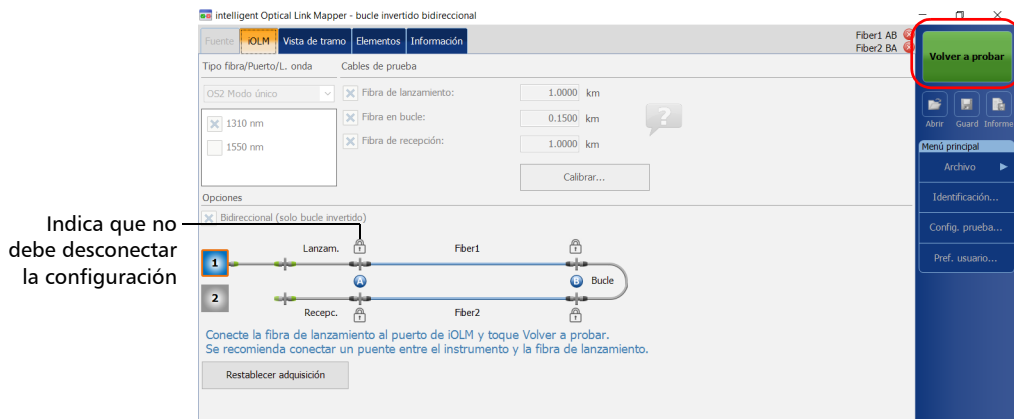 intelligent Optical Link Mapper - bucle invertido bidireccional
Fuente iOLM Vista de tramo Elementos Información
Fiber1 AB
Fiber2 BA
Volver a probar
Tipo fibra/Puerto/L. onda Cables de prueba
OS2 Modo único
Fibra de lanzamiento: 1.0000 km
1310 nm
Fibra en bucle: 0.1500 km
1550 nm
Fibra de recepción: 1.0000 km
?
Calibrar...
Abrir Guard Informe
Menú principal
Archivo
Identificación...
Config. prueba...
Pref. usuario...
Opciones
Bidireccional (solo bucle invertido)
Indica que no
debe desconectar
la configuración
Lanzam. Fiber1
1
A B Bucle
2
Recepc. Fiber2
Conecte la fibra de lanzamiento al puerto de iOLM y toque Volver a probar.
Se recomienda conectar un puente entre el instrumento y la fibra de lanzamiento.
Restablecer adquisición